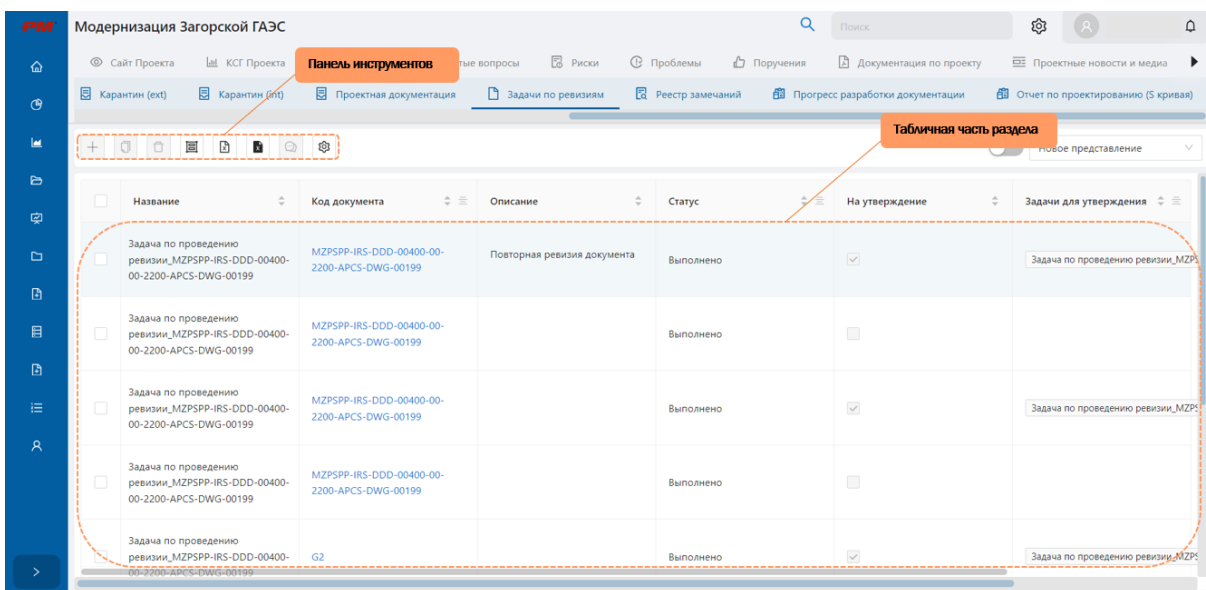 PM Модернизация Загорской ГАЭС Поиск
Сайт Проекта КСГ Проекта Панель инструментов тые вопросы Риски Проблемы Поручения Документация по проекту Проектные новости и медиа
Карантин (ext) Карантин (int) Проектная документация Задачи по ревизиям Реестр замечаний Прогресс разработки документации Отчет по проектированию (S кривая)
Табличная часть раздела
Новое представление
Название Код документа Описание Статус На утверждение Задачи для утверждения
Задача по проведению
ревизии_MZPSPP-IRS-DDD-00400-
00-2200-APCS-DWG-00199
MZPSPP-IRS-DDD-00400-00-
2200-APCS-DWG-00199
Повторная ревизия документа
Выполнено
Задача по проведению ревизии_MZPS
Задача по проведению
ревизии_MZPSPP-IRS-DDD-00400-
00-2200-APCS-DWG-00199
MZPSPP-IRS-DDD-00400-00-
2200-APCS-DWG-00199
Выполнено
Задача по проведению
ревизии_MZPSPP-IRS-DDD-00400-
00-2200-APCS-DWG-00199
MZPSPP-IRS-DDD-00400-00-
2200-APCS-DWG-00199
Выполнено
Задача по проведению ревизии_MZPS
Задача по проведению
ревизии_MZPSPP-IRS-DDD-00400-
00-2200-APCS-DWG-00199
MZPSPP-IRS-DDD-00400-00-
2200-APCS-DWG-00199
Выполнено
Задача по проведению
ревизии_MZPSPP-IRS-DDD-00400-
00-2200-APCS-DWG-00199
G2
Выполнено
Задача по проведению ревизии_MZPS